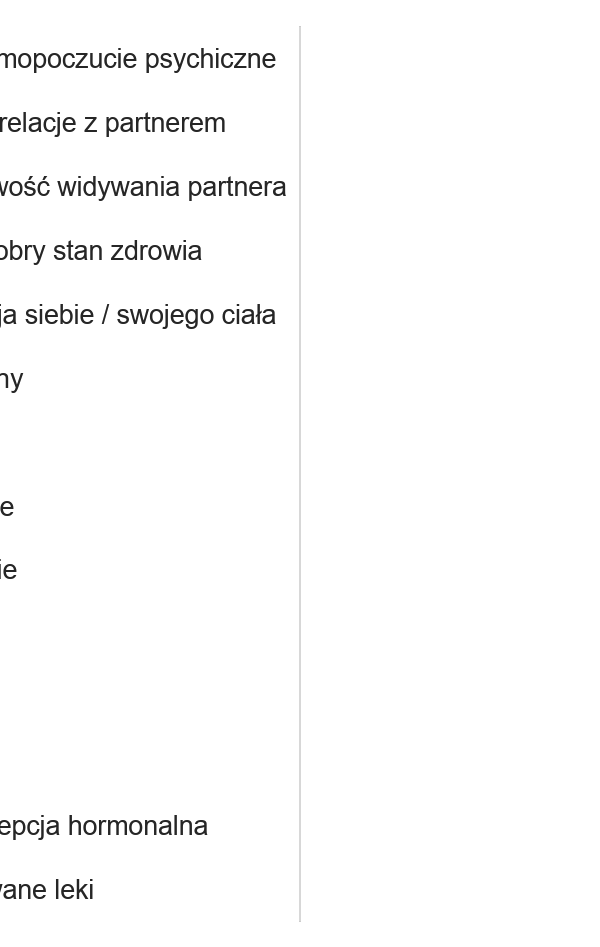 mopoczucie psychiczne
relacje z partnerem
wość widywania partnera
obry stan zdrowia
ja siebie / swojego ciała
ny
e
ie
epcja hormonalna
wane leki